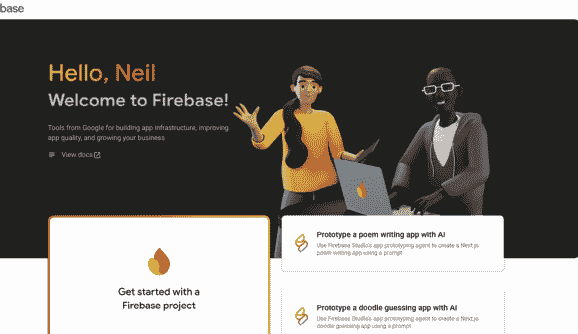 base
Hello, Neil
Welcome to Firebase!
Tools from Google for building app infrastructure, improving
app quality, and growing your business
View docs
Get started with a
Firebase project
Prototype a poem writing app with AI
Use Firebase Studio's app prototyping agent to create a Next.js
poem writing app using a prompt
Prototype a doodle guessing app with AI
Use Firebase Studio's app prototyping agent to create a Next.js
doodle guessing app using a prompt